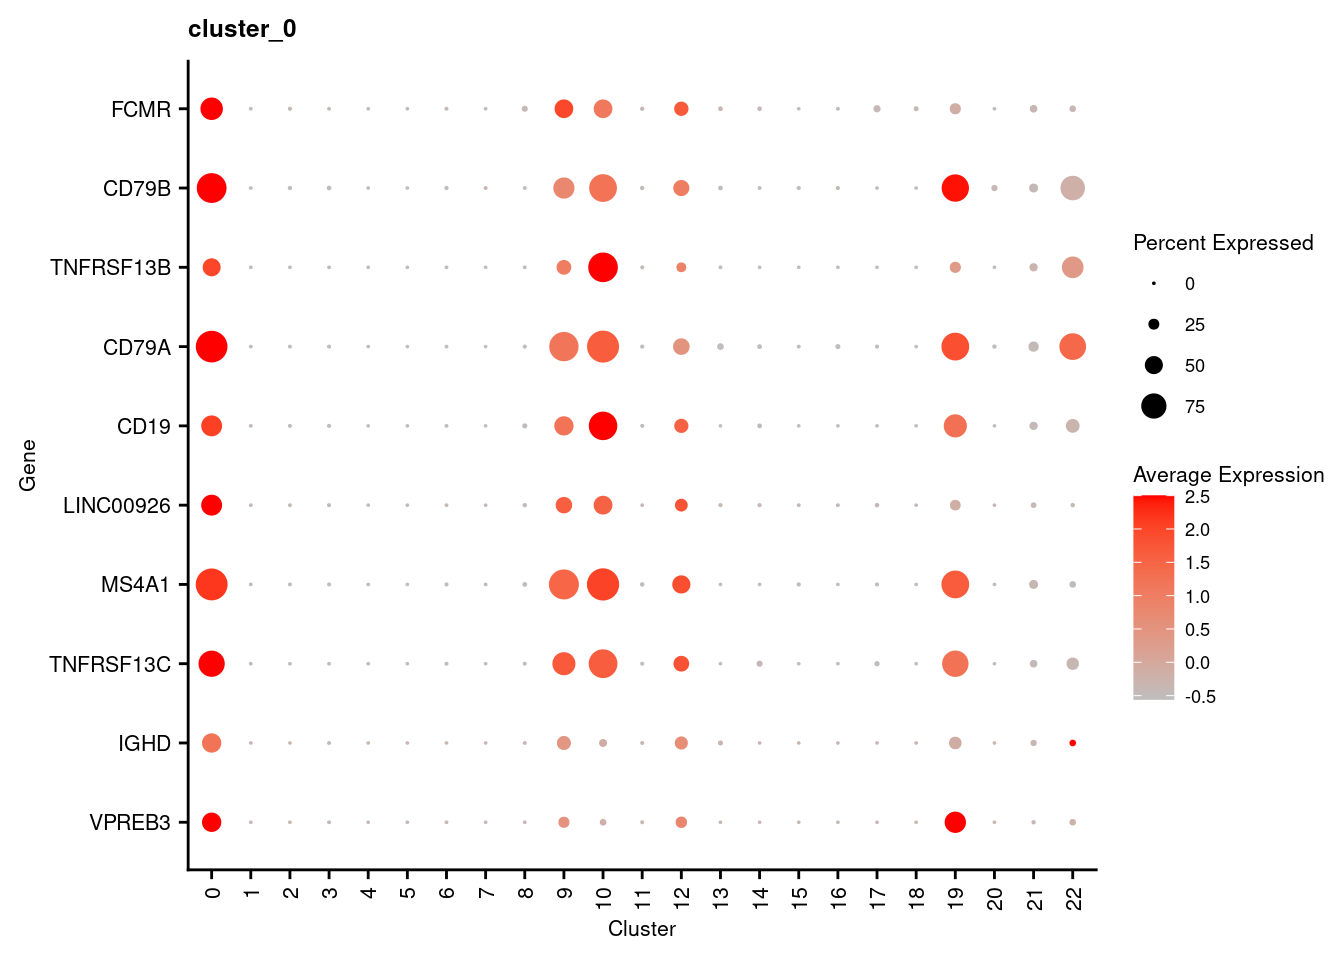 cluster_0
FCMR
CD79B
TNFRSF13B
CD79A
CD19
LINC00926
MS4A1
TNFRSF13C
IGHD
VPREB3
Gene
0 1 2 3 4 5 6 7 8 9 10 11 12 13 14 15 16 17 18 19 20 21 22
Cluster
Percent Expressed
0
25
50
75
Average Expression
2.5
2.0
1.5
1.0
0.5
0.0
-0.5